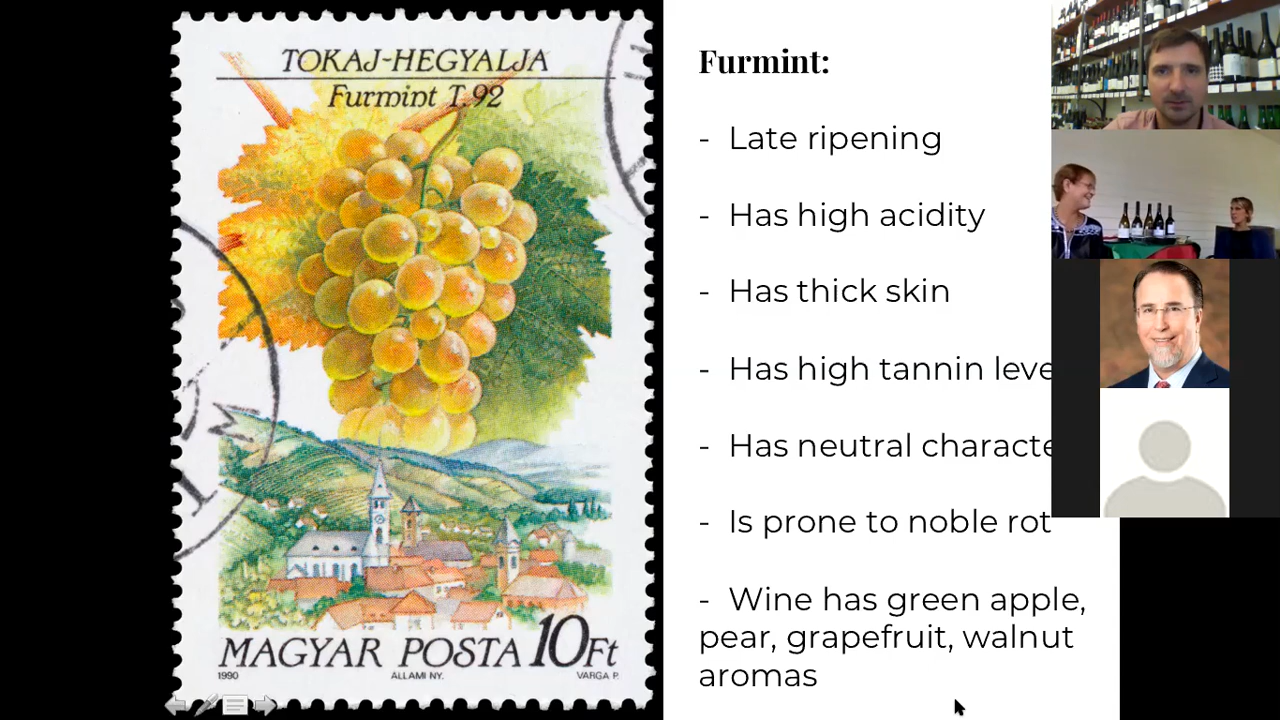 TOKAJ-HEGYALJA
Furmint T.92
MAGYAR POSTA 10Ft
1990 ÁLLAMI NY. VARGA P.
Furmint:
- Late ripening
- Has high acidity
- Has thick skin
- Has high tannin leve
- Has neutral characte
- Is prone to noble rot
- Wine has green apple,
pear, grapefruit, walnut
aromas